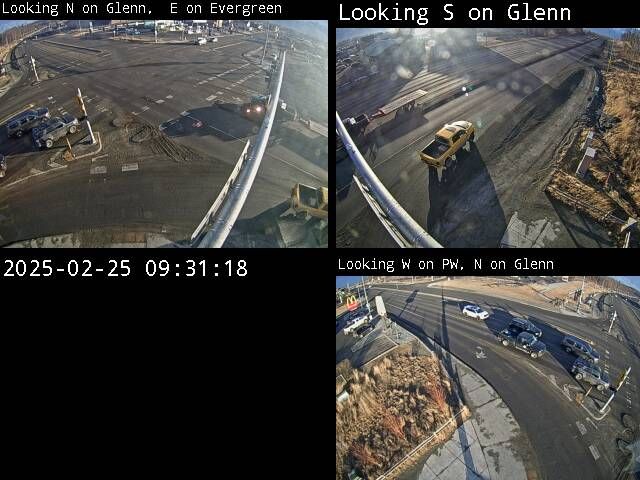 Looking N on Glenn, E on Evergreen
Looking S on Glenn
2025-02-25 09:31:18
Looking W on PW, N on Glenn